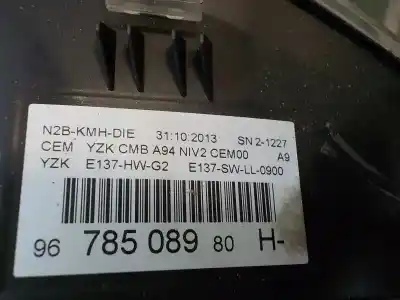 N2B-KMH-DIE 31:10:2013 SN 2-1227
CEM YZK CMB A94 NIV2 CEM00 A9
YZK E137-HW-G2 E137-SW-LL-0900
96 785 089 80 H-